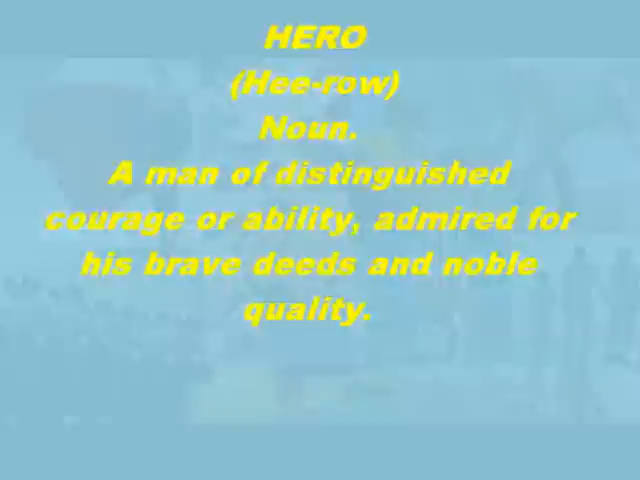 HERO
(Hee-row)
Noun.
A man of distinguished
courage or ability, admired for
his brave deeds and noble
quality.